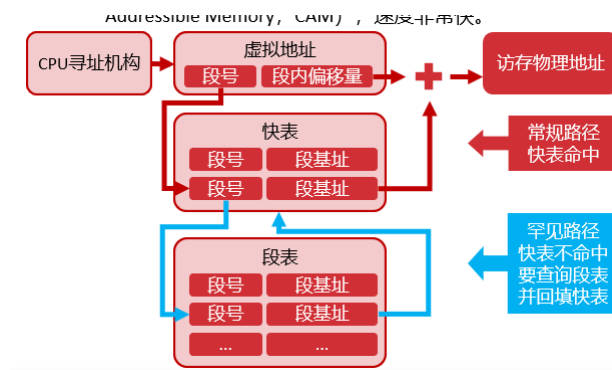 Addressible Memory，CAM），速度非常快。
CPU寻址机构
虚拟地址
段号 段内偏移量
访存物理地址
快表
段号 段基址
段号 段基址
常规路径
快表命中
段表
段号 段基址
段号 段基址
... ...
罕见路径
快表不命中
要查询段表
并回填快表